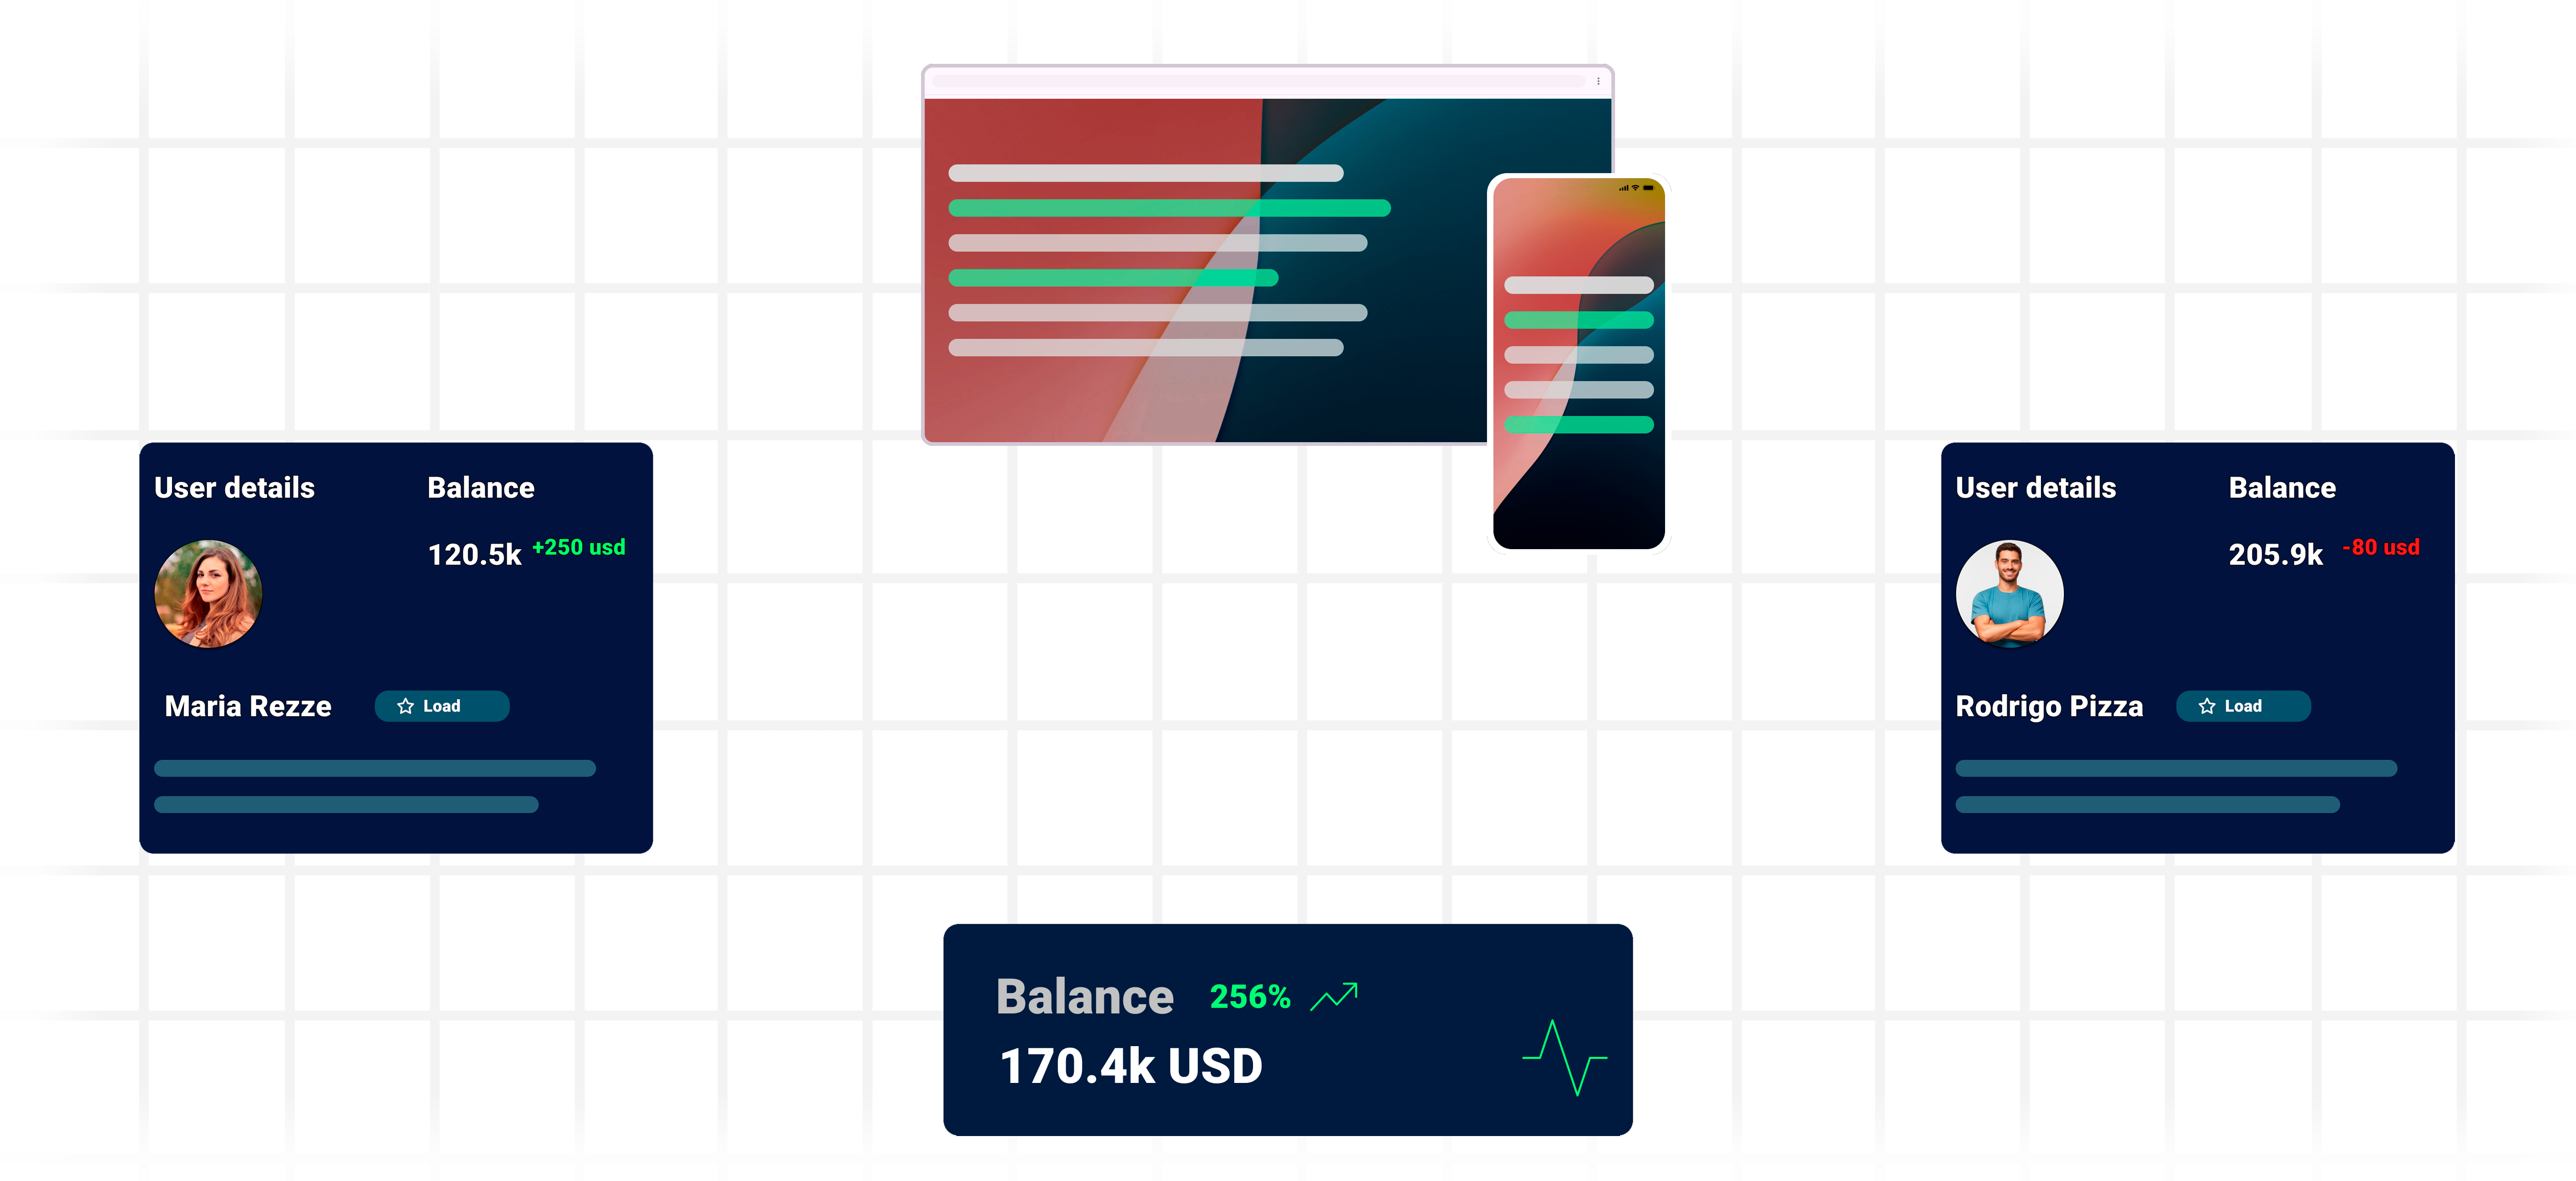 User details
Balance
120.5k +250 usd
Maria Rezze
Load
User details
Balance
205.9k -80 usd
Rodrigo Pizza
Load
Balance 256%
170.4k USD